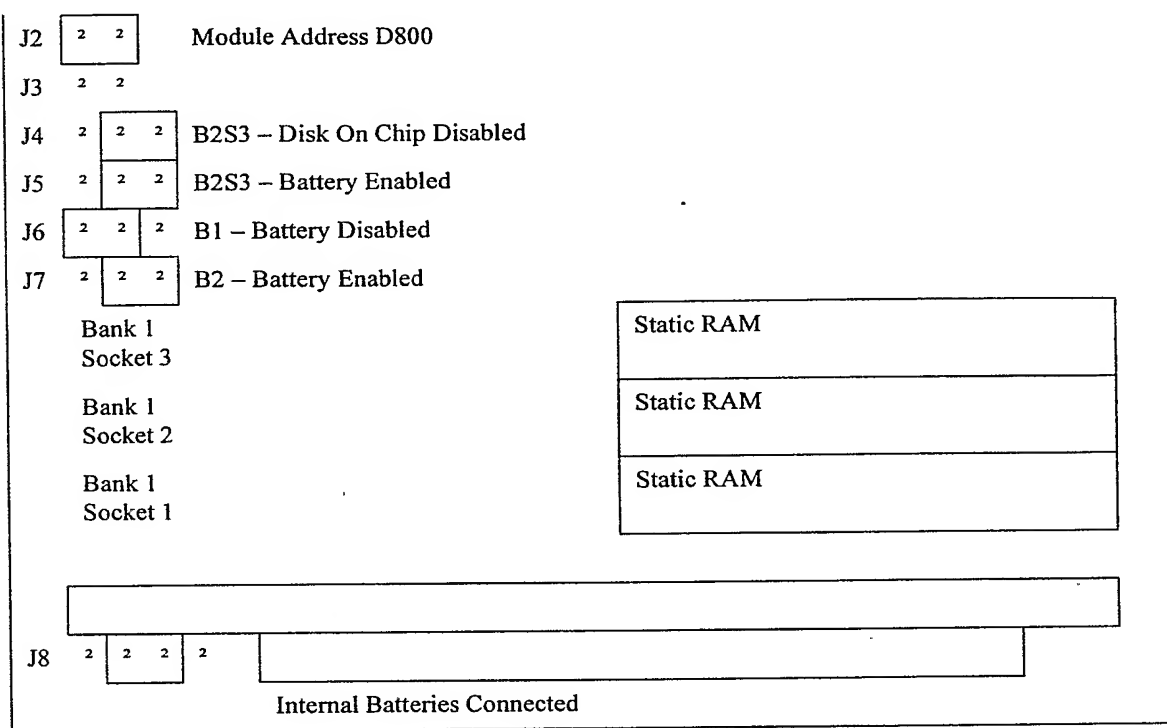 J2 2 2 Module Address D800
J3 2 2
J4 2 2 2 B2S3 – Disk On Chip Disabled
J5 2 2 2 B2S3 – Battery Enabled
J6 2 2 2 B1 – Battery Disabled
J7 2 2 2 B2 – Battery Enabled
Bank 1
Socket 3
Static RAM
Bank 1
Socket 2
Static RAM
Bank 1
Socket 1
Static RAM
J8 2 2 2 2
Internal Batteries Connected